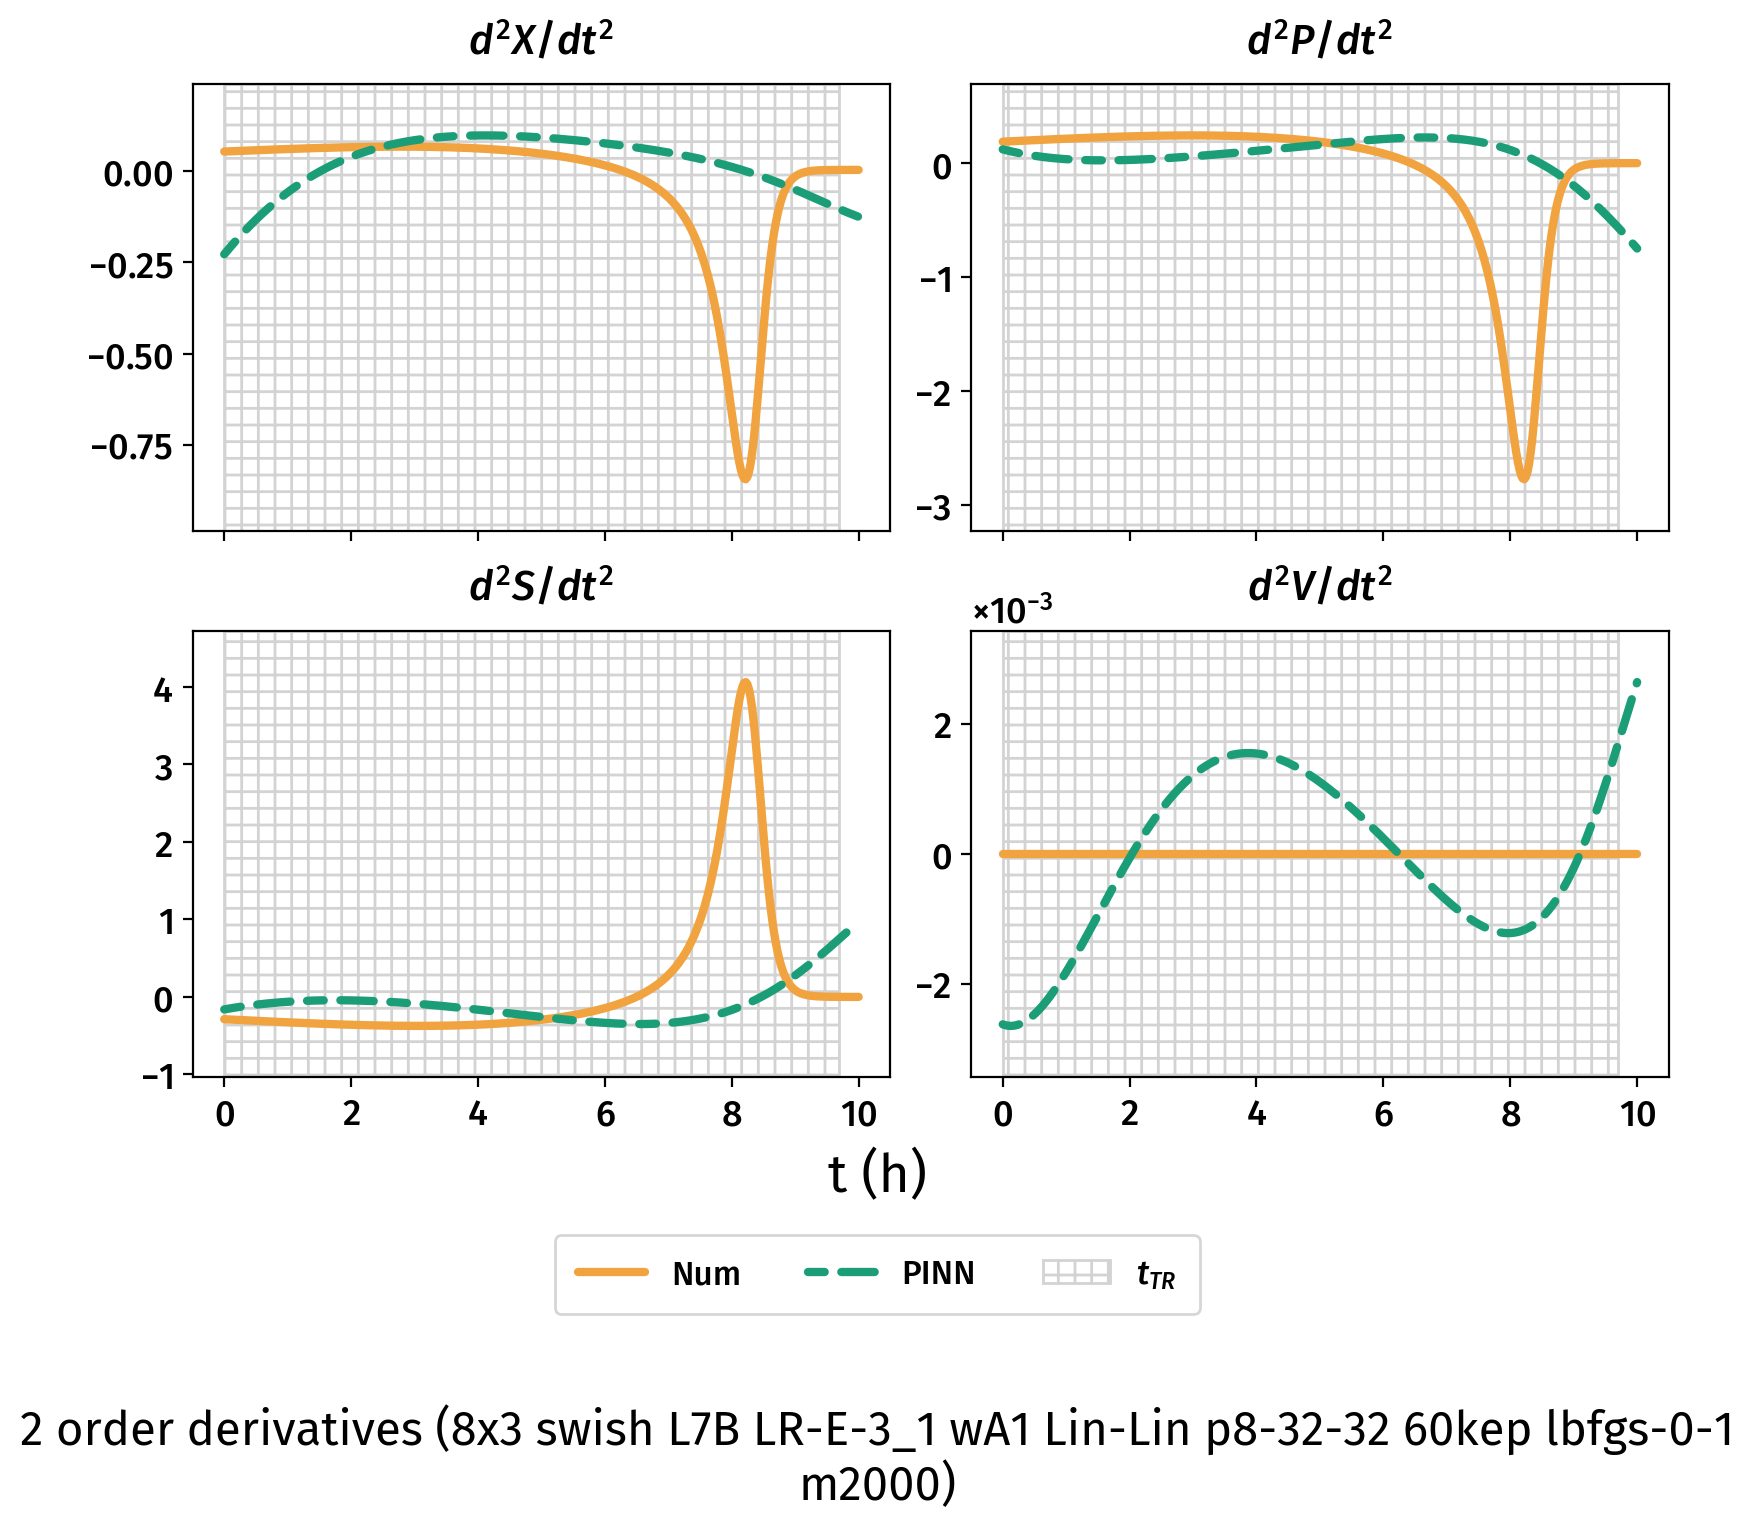 d²X/dt²
d²P/dt²
0.00
−0.25
−0.50
−0.75
0
−1
−2
−3
d²S/dt²
d²V/dt²
×10⁻³
4
3
2
1
0
−1
2
0
−2
0 2 4 6 8 10
0 2 4 6 8 10
t (h)
Num PINN t_TR
2 order derivatives (8x3 swish L7B LR-E-3_1 wA1 Lin-Lin p8-32-32 60kep lbfgs-0-1
m2000)